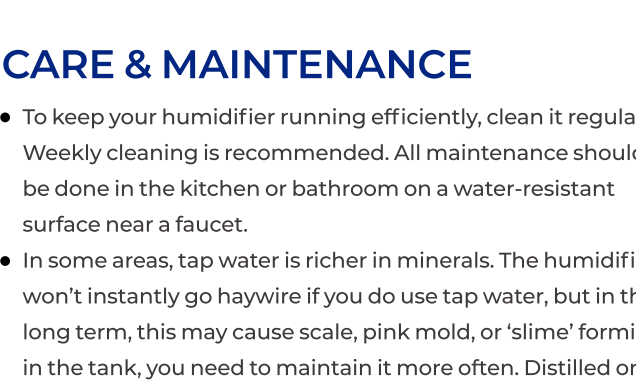 CARE & MAINTENANCE
• To keep your humidifier running efficiently, clean it regula
Weekly cleaning is recommended. All maintenance should
be done in the kitchen or bathroom on a water-resistant
surface near a faucet.
• In some areas, tap water is richer in minerals. The humidifi
won’t instantly go haywire if you do use tap water, but in th
long term, this may cause scale, pink mold, or ‘slime’ formi
in the tank, you need to maintain it more often. Distilled or